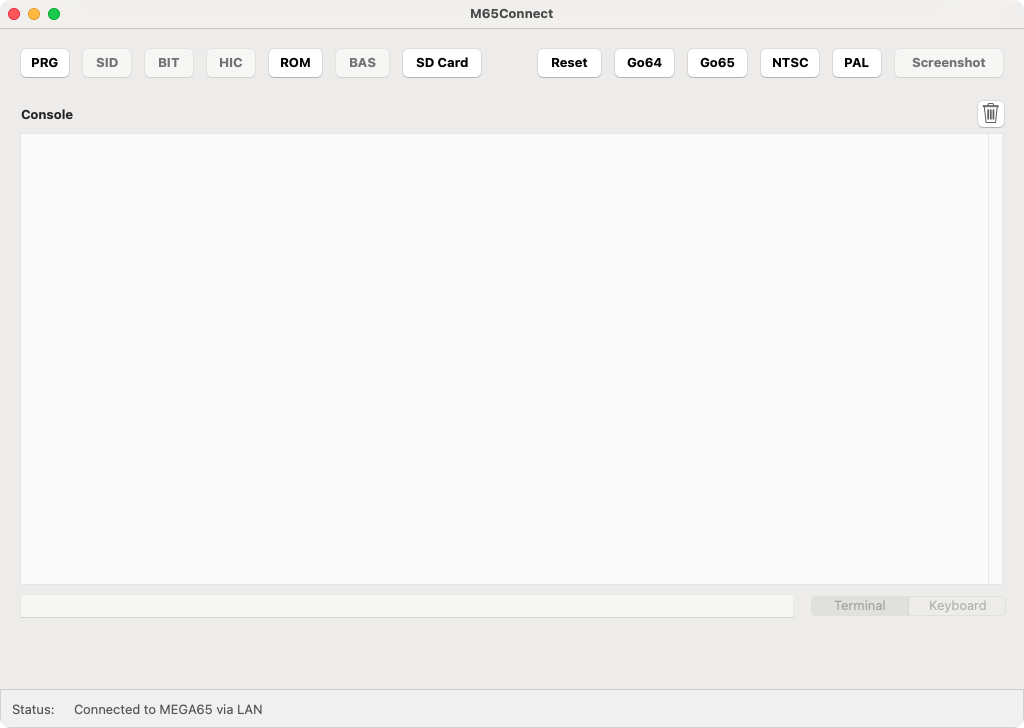 M65Connect
PRG SID BIT HIC ROM BAS SD Card Reset Go64 Go65 NTSC PAL Screenshot
Console
Terminal Keyboard
Status: Connected to MEGA65 via LAN